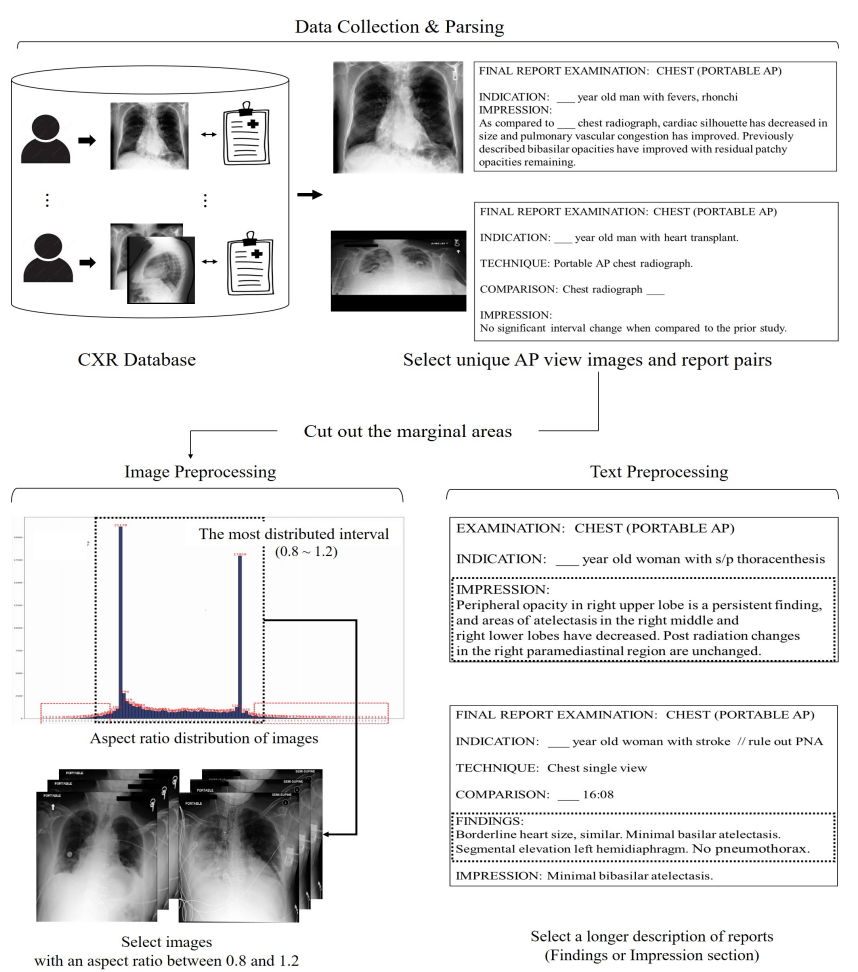 Data Collection & Parsing
FINAL REPORT EXAMINATION: CHEST (PORTABLE AP)
INDICATION: ___ year old man with fevers, rhonchi
IMPRESSION:
As compared to ___ chest radiograph, cardiac silhouette has decreased in
size and pulmonary vascular congestion has improved. Previously
described bibasilar opacities have improved with residual patchy
opacities remaining.
FINAL REPORT EXAMINATION: CHEST (PORTABLE AP)
INDICATION: ___ year old man with heart transplant.
TECHNIQUE: Portable AP chest radiograph.
COMPARISON: Chest radiograph ___
IMPRESSION:
No significant interval change when compared to the prior study.
CXR Database
Select unique AP view images and report pairs
Cut out the marginal areas
Image Preprocessing
The most distributed interval
(0.8 ~ 1.2)
Aspect ratio distribution of images
PORTABLE
PORTABLE
PORTABLE
SEMI-SUPINE
SEMI-SUPINE
PORTABLE
SEMI-SUPINE
Select images
with an aspect ratio between 0.8 and 1.2
Text Preprocessing
EXAMINATION: CHEST (PORTABLE AP)
INDICATION: ___ year old woman with s/p thoracenthesis
IMPRESSION:
Peripheral opacity in right upper lobe is a persistent finding,
and areas of atelectasis in the right middle and
right lower lobes have decreased. Post radiation changes
in the right paramediastinal region are unchanged.
FINAL REPORT EXAMINATION: CHEST (PORTABLE AP)
INDICATION: ___ year old woman with stroke // rule out PNA
TECHNIQUE: Chest single view
COMPARISON: ___ 16:08
FINDINGS:
Borderline heart size, similar. Minimal basilar atelectasis.
Segmental elevation left hemidiaphragm. No pneumothorax.
IMPRESSION: Minimal bibasilar atelectasis.
Select a longer description of reports
(Findings or Impression section)